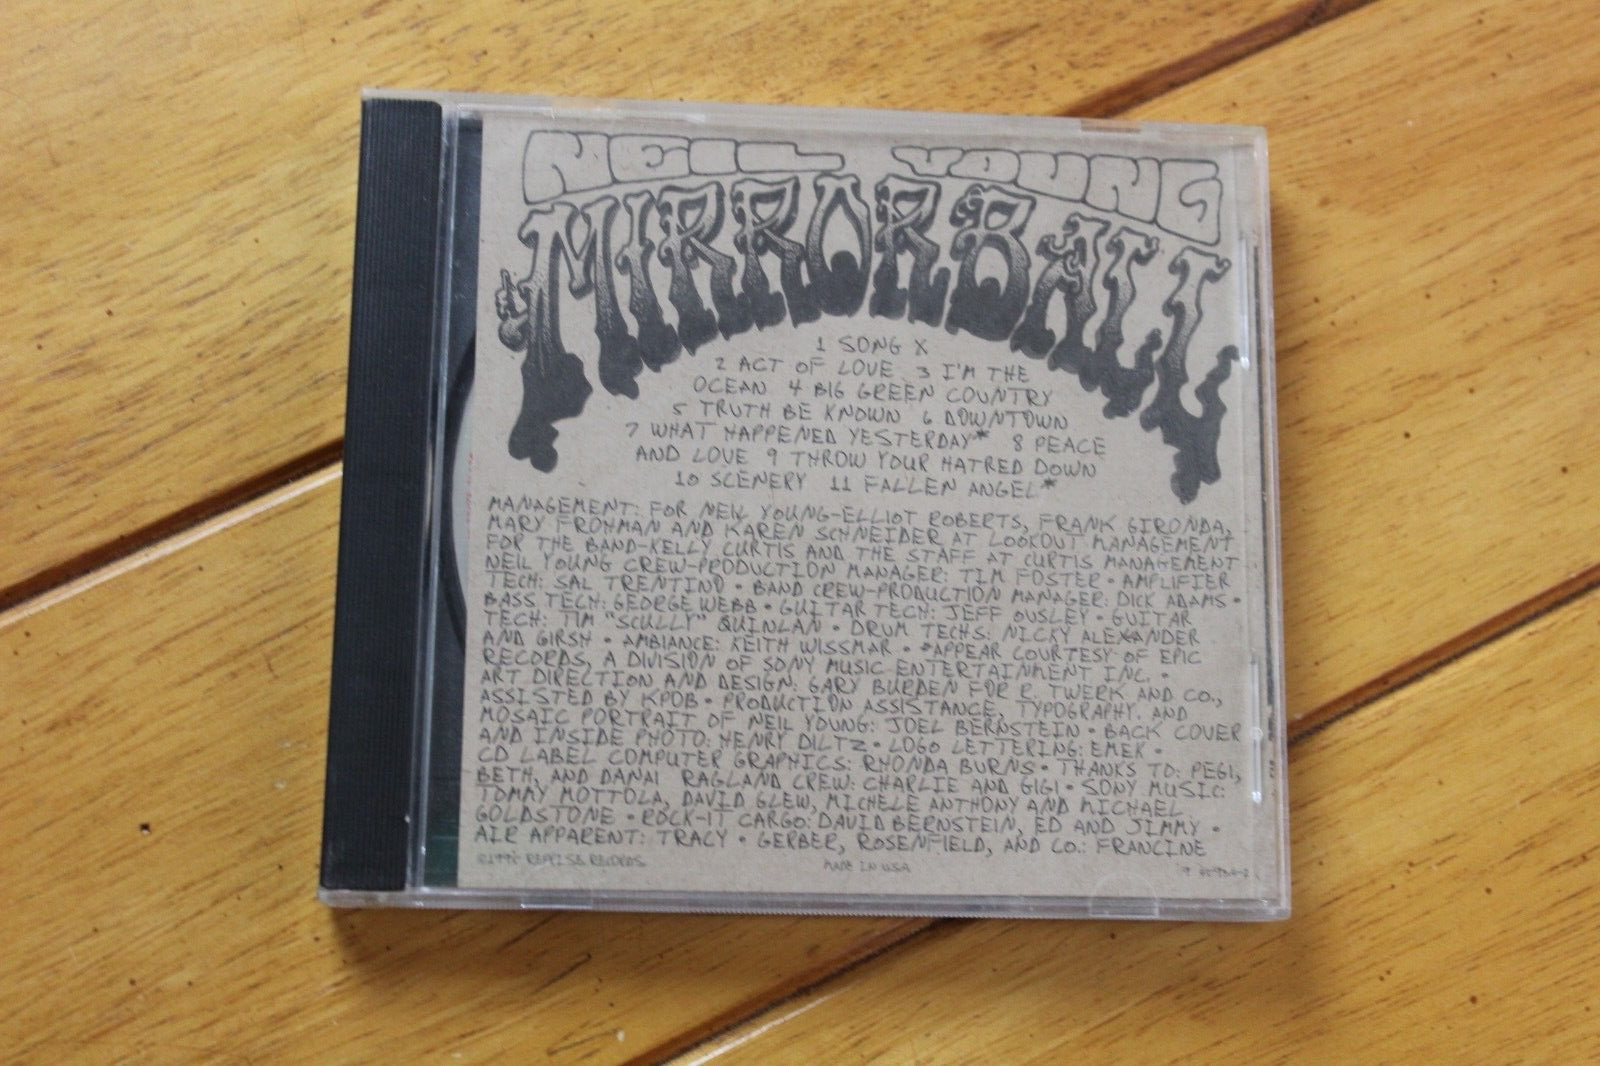 NEIL YOUNG
MIRRORBALL
1 SONG X
2 ACT OF LOVE 3 I'M THE
OCEAN 4 BIG GREEN COUNTRY
5 TRUTH BE KNOWN 6 DOWNTOWN
7 WHAT HAPPENED YESTERDAY* 8 PEACE
AND LOVE 9 THROW YOUR HATRED DOWN
10 SCENERY 11 FALLEN ANGEL*
MANAGEMENT: FOR NEIL YOUNG-ELLIOT ROBERTS, FRANK GIRONDA,
MARY FROHMAN AND KAREN SCHNEIDER AT LOOKOUT MANAGEMENT
FOR THE BAND-KELLY CURTIS AND THE STAFF AT CURTIS MANAGEMENT
NEIL YOUNG CREW-PRODUCTION MANAGER: TIM FOSTER • AMPLIFIER
TECH: SAL TRENTINO • BAND CREW-PRODUCTION MANAGER: DICK ADAMS •
BASS TECH: GEORGE WEBB • GUITAR TECH: JEFF OUSLEY • GUITAR
TECH: TIM "SCULLY" QUINLAN • DRUM TECHS: NICKY ALEXANDER
AND GIRSH • AMBIANCE: KEITH WISSMAR • *APPEAR COURTESY OF EPIC
RECORDS, A DIVISION OF SONY MUSIC ENTERTAINMENT INC. •
ART DIRECTION AND DESIGN: GARY BURDEN FOR R. TWERK AND CO.,
ASSISTED BY KPOB • PRODUCTION ASSISTANCE, TYPOGRAPHY, AND
MOSAIC PORTRAIT OF NEIL YOUNG: JOEL BERNSTEIN • BACK COVER
AND INSIDE PHOTO: HENRY DILTZ • LOGO LETTERING: EMEK •
CD LABEL COMPUTER GRAPHICS: RHONDA BURNS • THANKS TO: PEGI,
BETH, AND DANAI RAGLAND CREW: CHARLIE AND GIGI • SONY MUSIC:
TOMMY MOTTOLA, DAVID GLEW, MICHELE ANTHONY AND MICHAEL
GOLDSTONE • ROCK-IT CARGO: DAVID BERNSTEIN, ED AND JIMMY •
AIR APPARENT: TRACY • GERBER, ROSENFIELD, AND CO.: FRANCINE
©1995 REPRISE RECORDS MADE IN USA